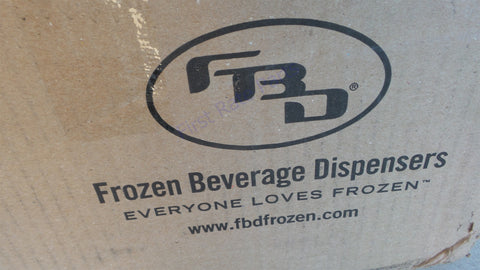 FBD®
Frozen Beverage Dispensers
EVERYONE LOVES FROZEN™
www.fbdfrozen.com